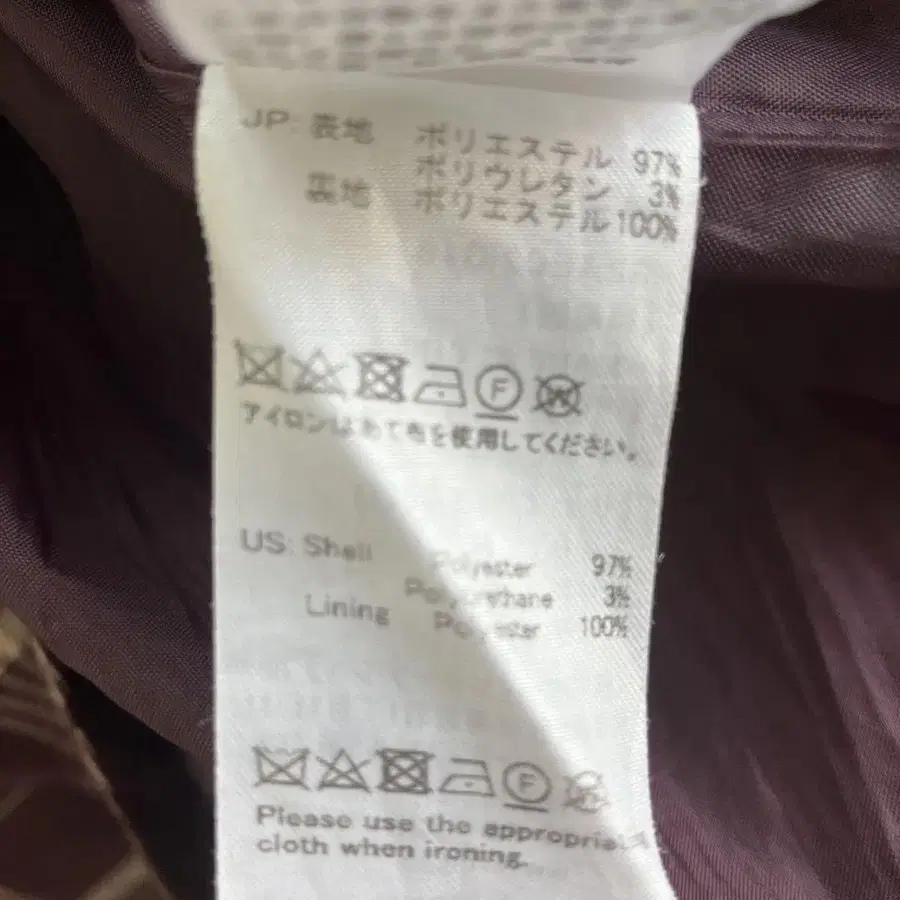 JP: 表地 ポリエステル 97%
ポリウレタン 3%
裏地 ポリエステル 100%
F W
アイロンはあて布を使用してください。
US: Shell Polyester 97%
Polyurethane 3%
Lining Polyester 100%
F
Please use the appropriate
cloth when ironing.